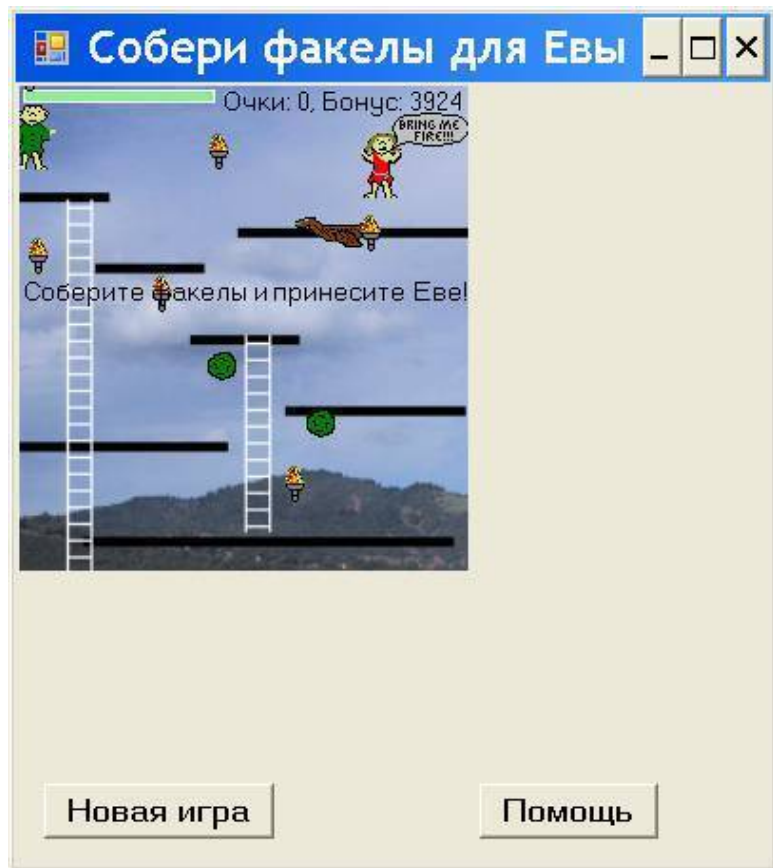 Собери факелы для Евы
Очки: 0, Бонус: 3924
BRING ME
FIRE!!!
Соберите факелы и принесите Еве!
Новая игра
Помощь